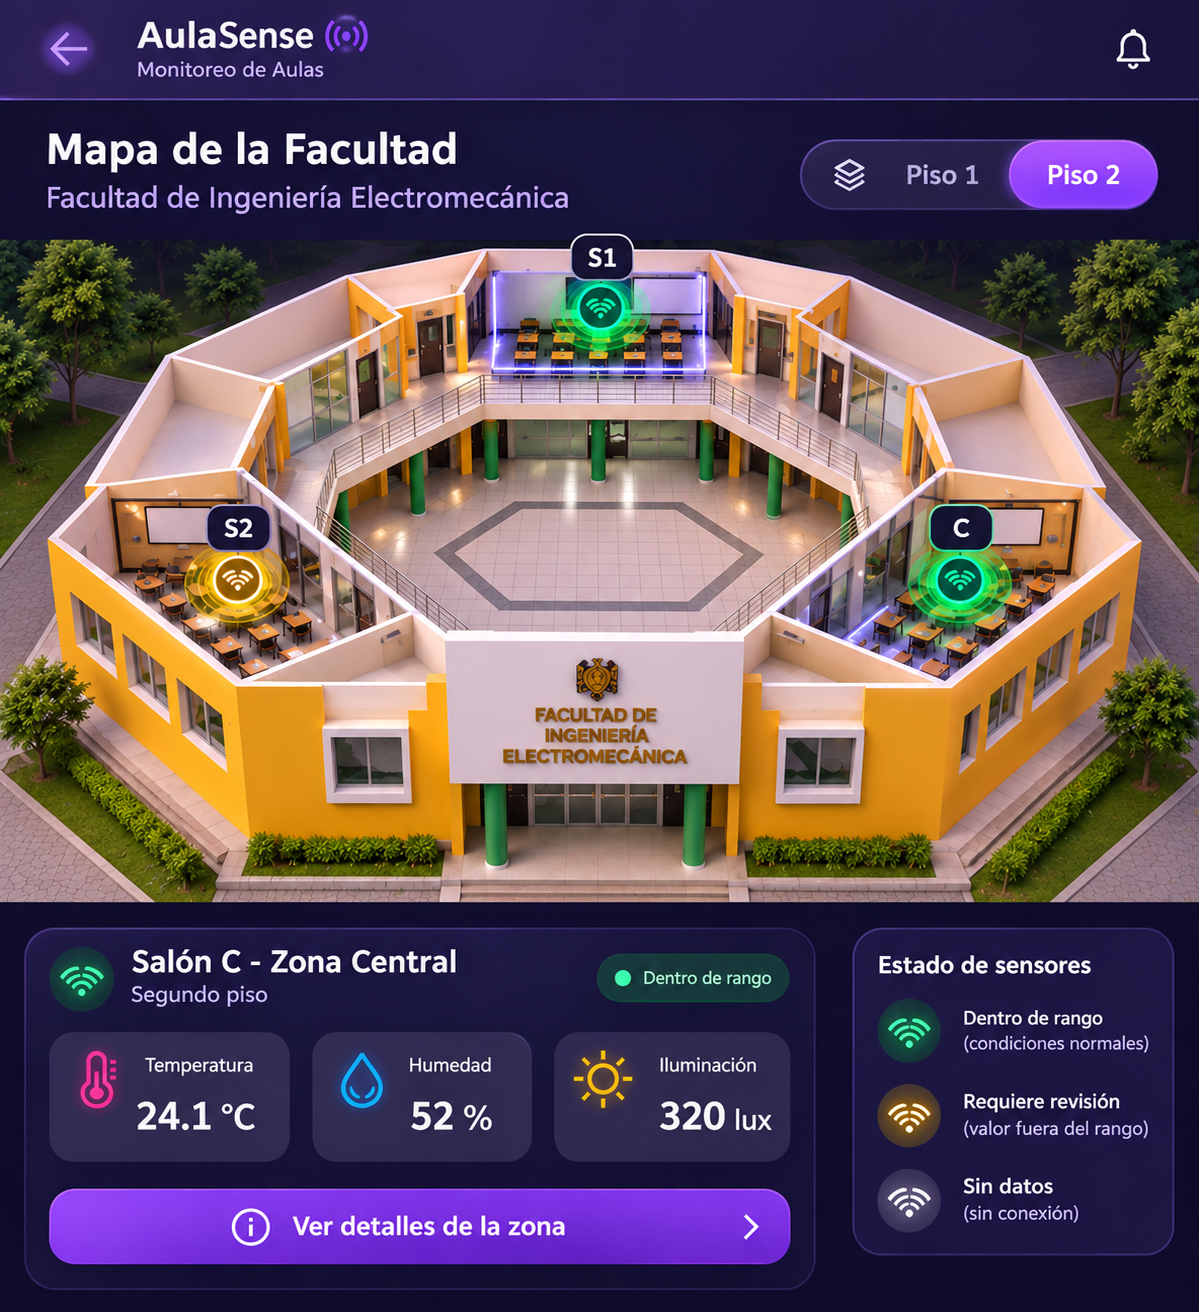 AulaSense
Monitoreo de Aulas
Mapa de la Facultad
Facultad de Ingeniería Electromecánica
Piso 1
Piso 2
S1
S2
C
FACULTAD DE
INGENIERÍA
ELECTROMECÁNICA
Salón C - Zona Central
Segundo piso
Dentro de rango
Temperatura
24.1 °C
Humedad
52 %
Iluminación
320 lux
Ver detalles de la zona
Estado de sensores
Dentro de rango
(condiciones normales)
Requiere revisión
(valor fuera del rango)
Sin datos
(sin conexión)